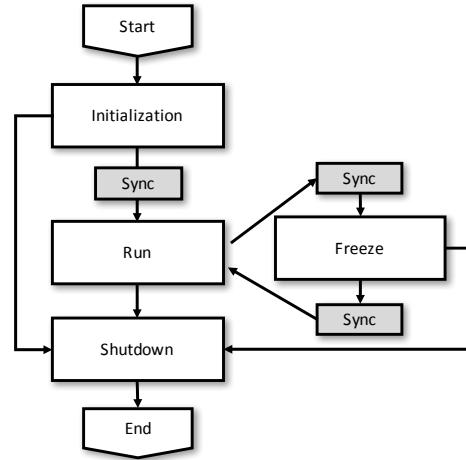 Start
Initialization
Sync
Sync
Run
Freeze
Sync
Shutdown
End